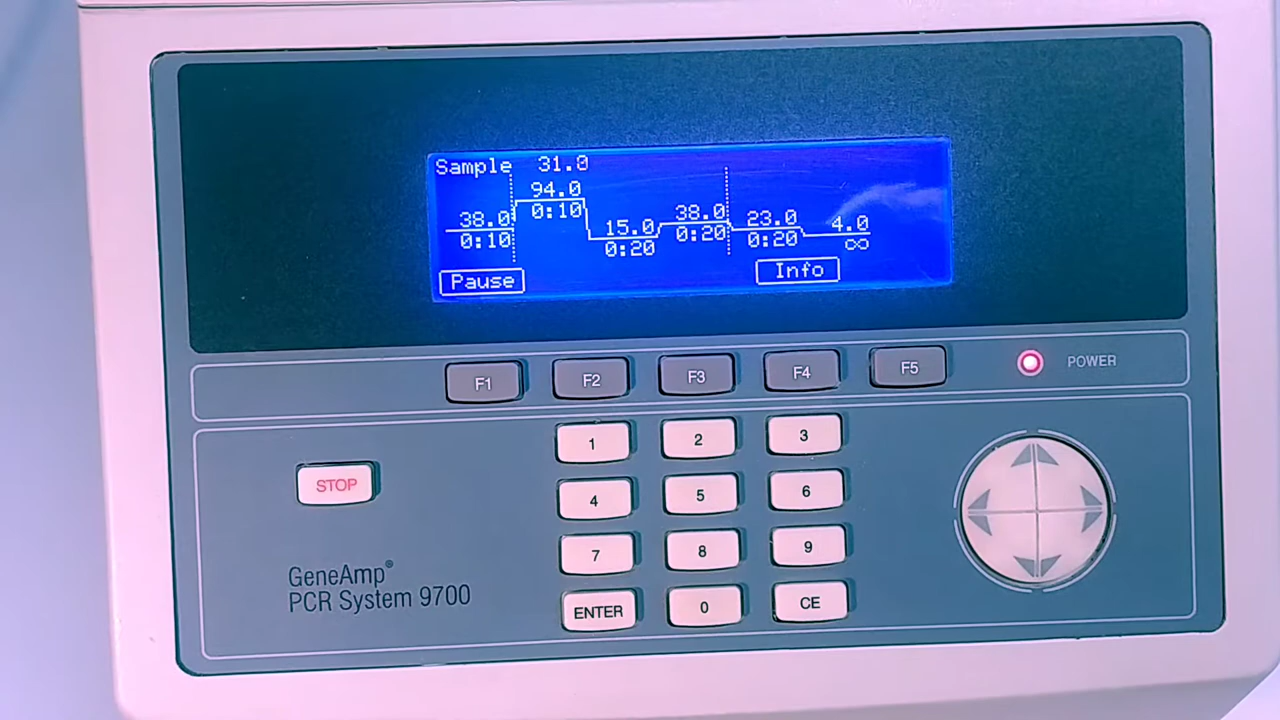 Sample 31.0
94.0
0:10
38.0
0:10
15.0
0:20
38.0
0:20
23.0
0:20
4.0
∞
Pause Info
F1 F2 F3 F4 F5 POWER
1 2 3
STOP
4 5 6
7 8 9
GeneAmp®
PCR System 9700
ENTER 0 CE